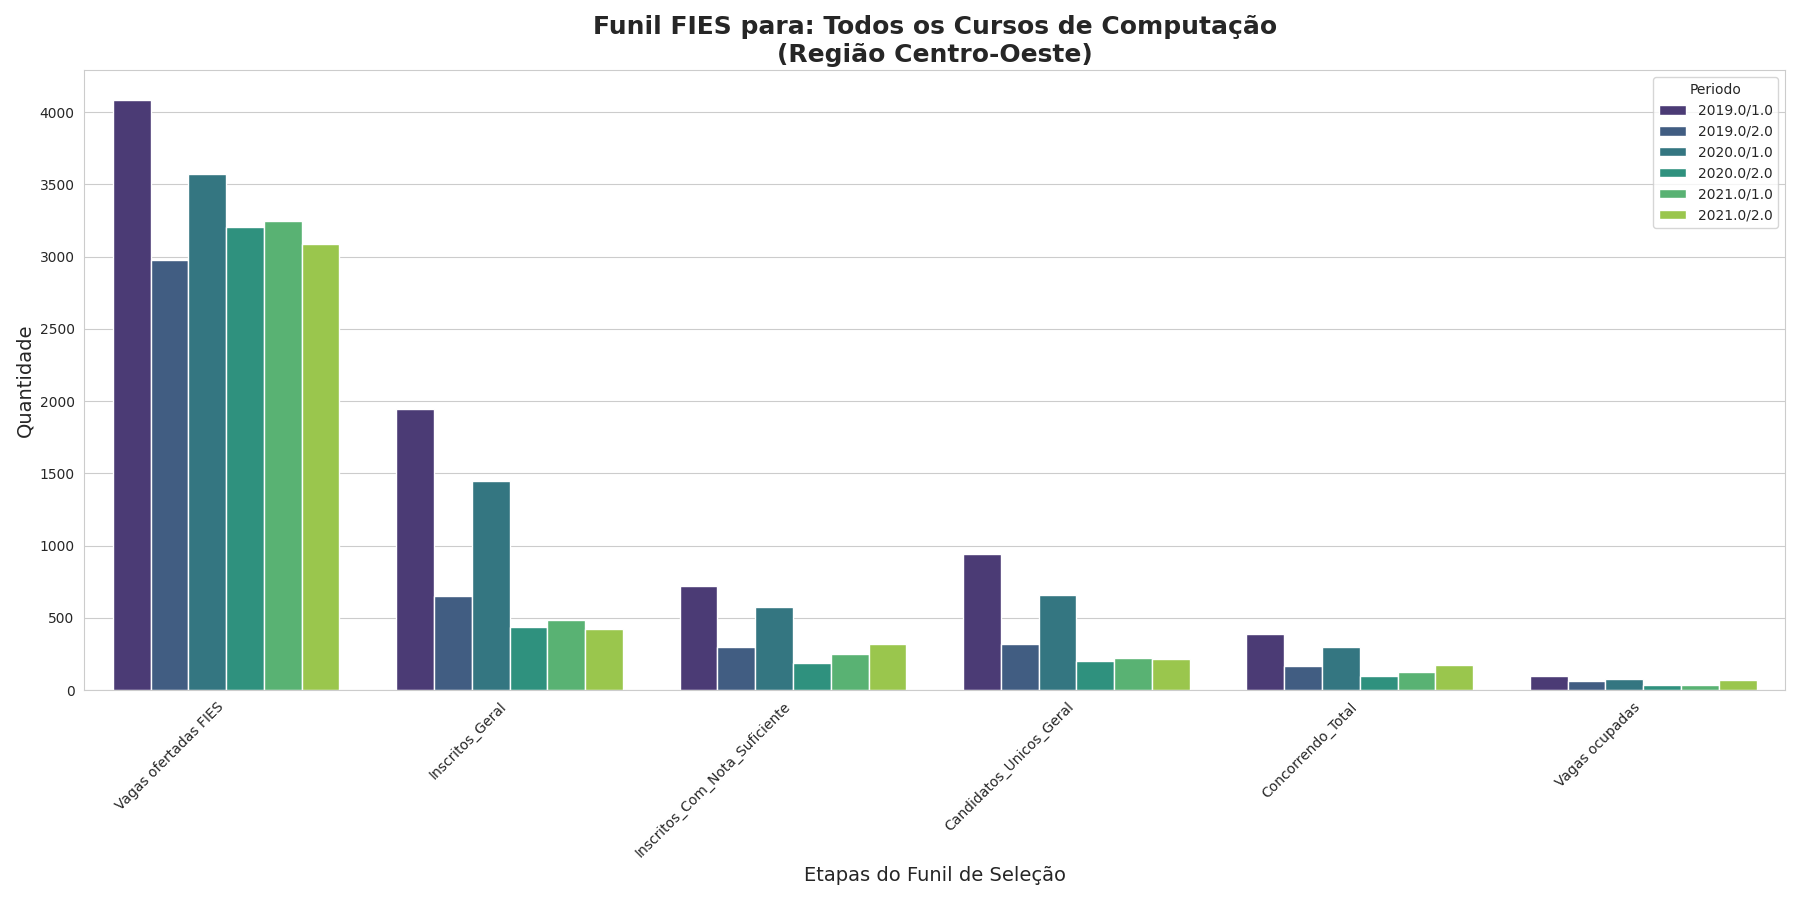 Funil FIES para: Todos os Cursos de Computação
(Região Centro-Oeste)
Periodo
2019.0/1.0
2019.0/2.0
2020.0/1.0
2020.0/2.0
2021.0/1.0
2021.0/2.0
Quantidade
4000
3500
3000
2500
2000
1500
1000
500
0
Vagas ofertadas FIES
Inscritos_Geral
Inscritos_Com_Nota_Suficiente
Candidatos_Unicos_Geral
Concorrendo_Total
Vagas ocupadas
Etapas do Funil de Seleção